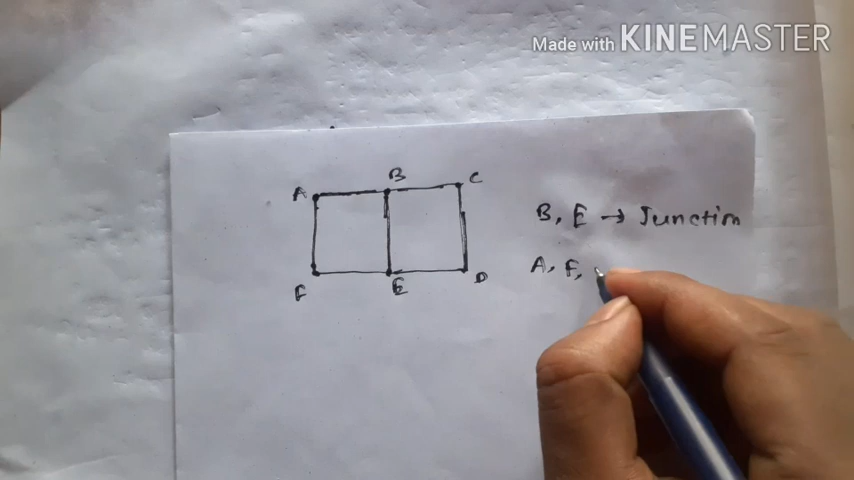 Made with KINEMASTER
A B C
F E D
B, E → Junction
A, F,